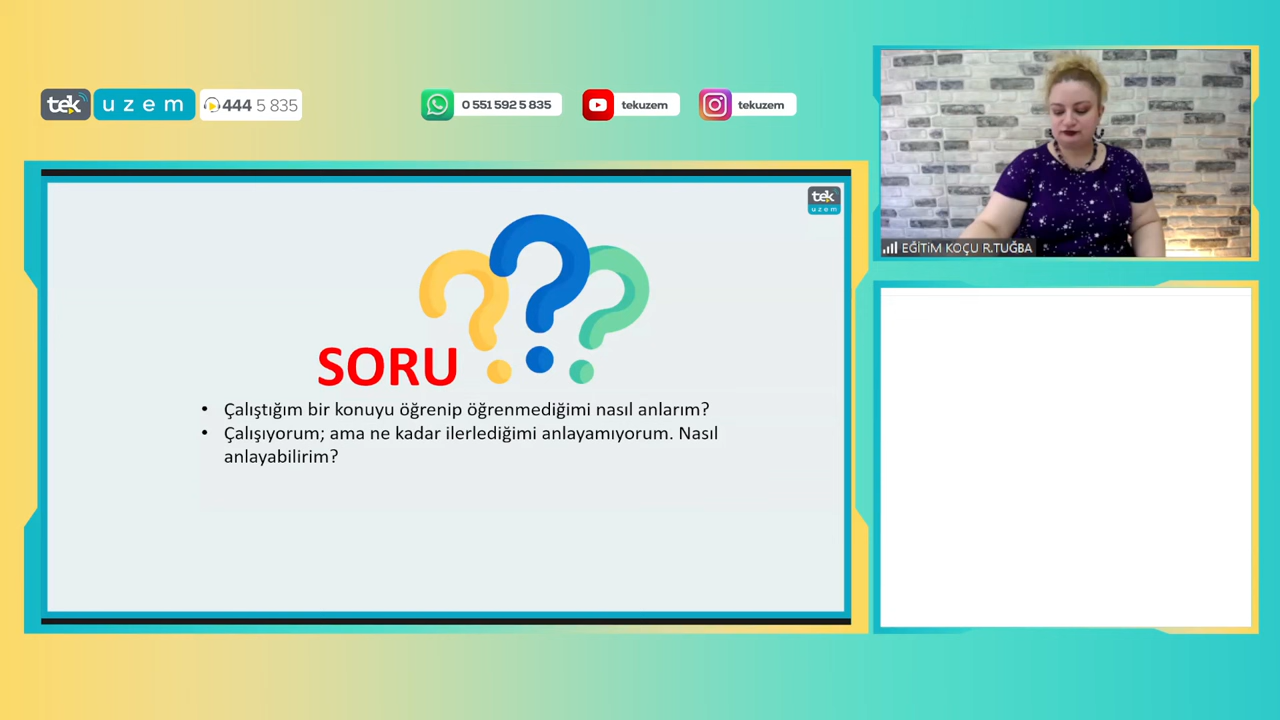 tek uzem 444 5 835
0 551 592 5 835
tekuzem
tekuzem
EĞİTİM KOÇU R.TUĞBA
tek
uzem
SORU
• Çalıştığım bir konuyu öğrenip öğrenmediğimi nasıl anlarım?
• Çalışıyorum; ama ne kadar ilerlediğimi anlayamıyorum. Nasıl
anlayabilirim?